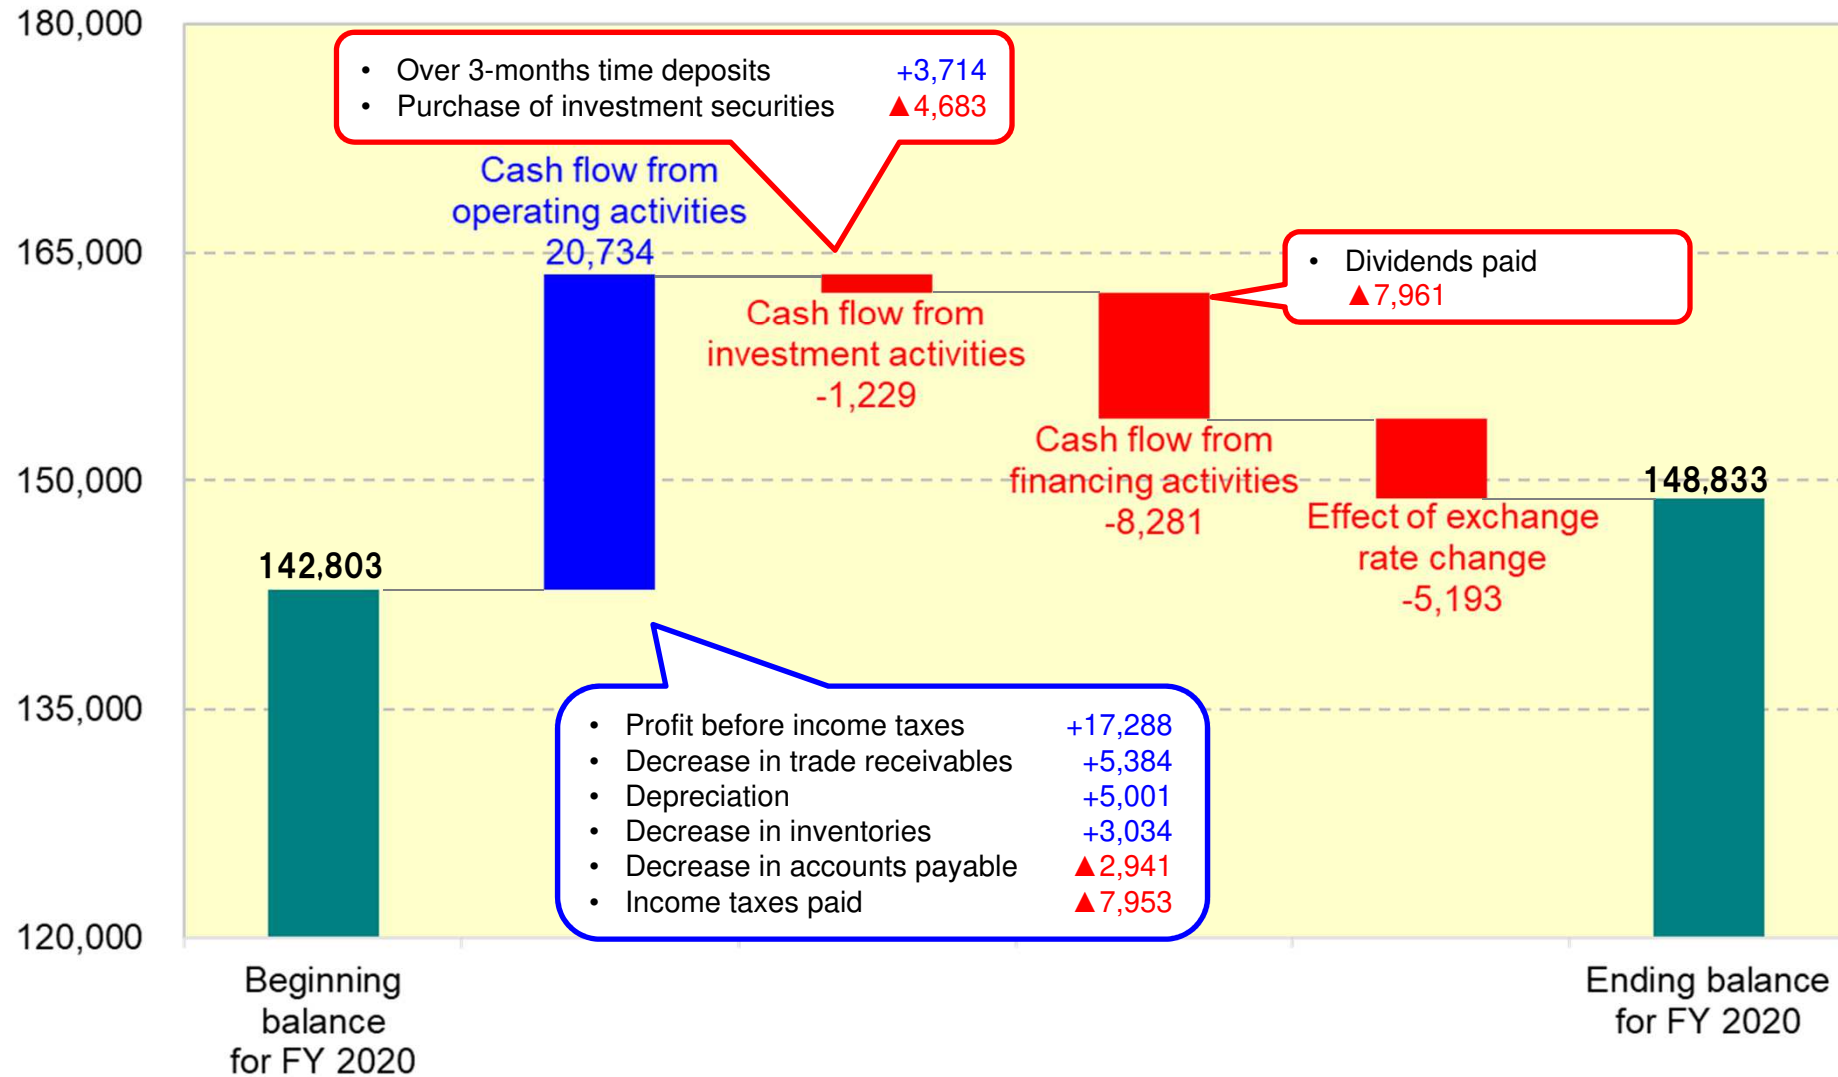 180,000
165,000
150,000
135,000
120,000
• Over 3-months time deposits +3,714
• Purchase of investment securities ▲4,683
Cash flow from
operating activities
20,734
Cash flow from
investment activities
-1,229
• Dividends paid
▲7,961
Cash flow from
financing activities
-8,281
Effect of exchange
rate change
-5,193
142,803
148,833
• Profit before income taxes +17,288
• Decrease in trade receivables +5,384
• Depreciation +5,001
• Decrease in inventories +3,034
• Decrease in accounts payable ▲2,941
• Income taxes paid ▲7,953
Beginning
balance
for FY 2020
Ending balance
for FY 2020